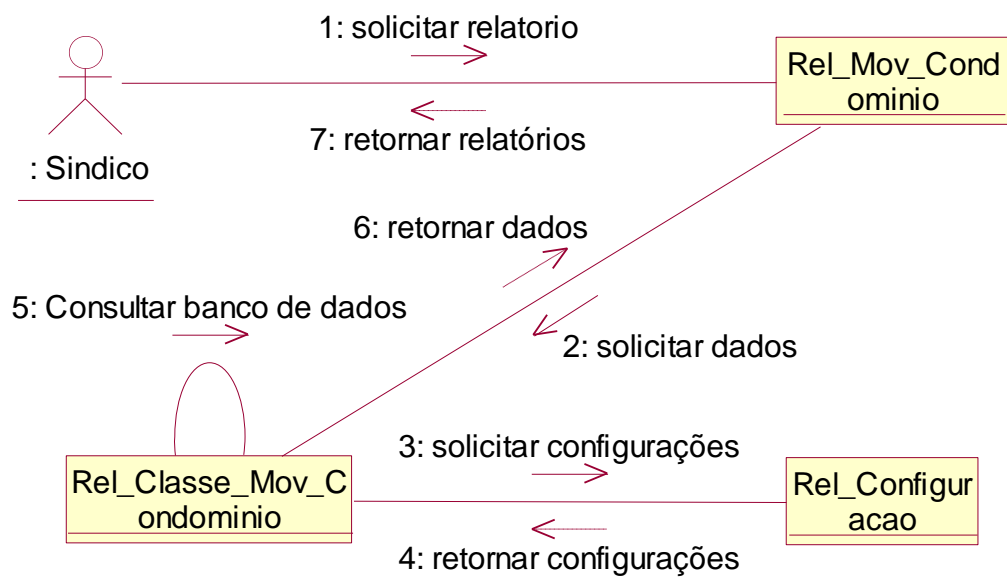 1: solicitar relatorio
Rel_Mov_Cond
ominio
7: retornar relatórios
: Sindico
6: retornar dados
5: Consultar banco de dados
2: solicitar dados
3: solicitar configurações
Rel_Classe_Mov_C
ondominio
Rel_Configur
acao
4: retornar configurações